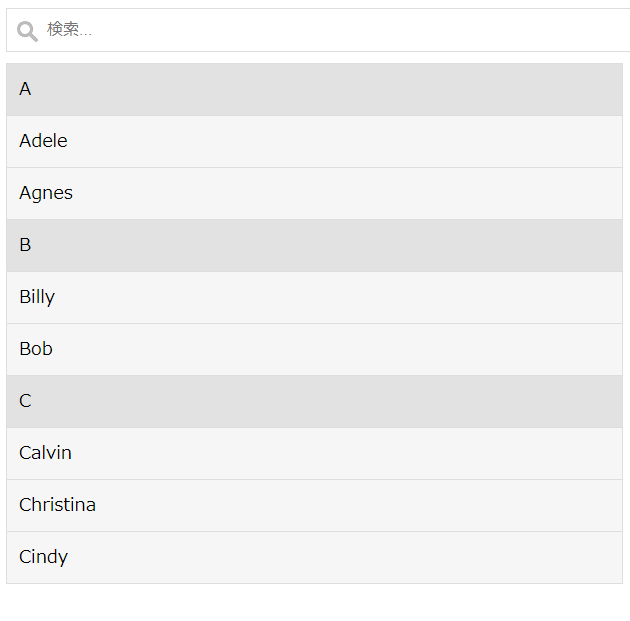 検索...
A
Adele
Agnes
B
Billy
Bob
C
Calvin
Christina
Cindy